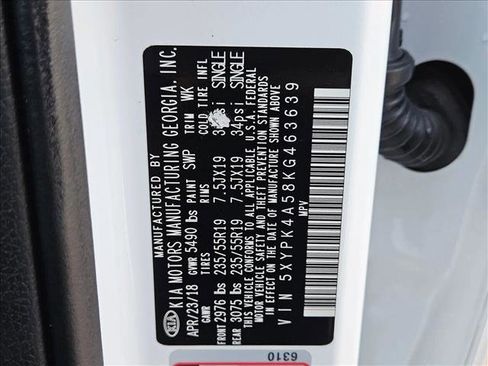 MANUFACTURED BY
KIA KIA MOTORS MANUFACTURING GEORGIA, INC.
APR/23/18 GVWR 5490 lbs PAINT SWP TRIM WK
GAWR TIRES RIMS COLD TIRE INFL
FRONT 2976 lbs 235/55R19 7.5JX19 psi SINGLE
REAR 3075 lbs 235/55R19 7.5JX19 34psi SINGLE
THIS VEHICLE CONFORMS TO ALL APPLICABLE U.S.A. FEDERAL
MOTOR VEHICLE SAFETY AND THEFT PREVENTION STANDARDS
IN EFFECT ON THE DATE OF MANUFACTURE SHOWN ABOVE
VIN 5XYPK4A58KG463639
MPV
6310